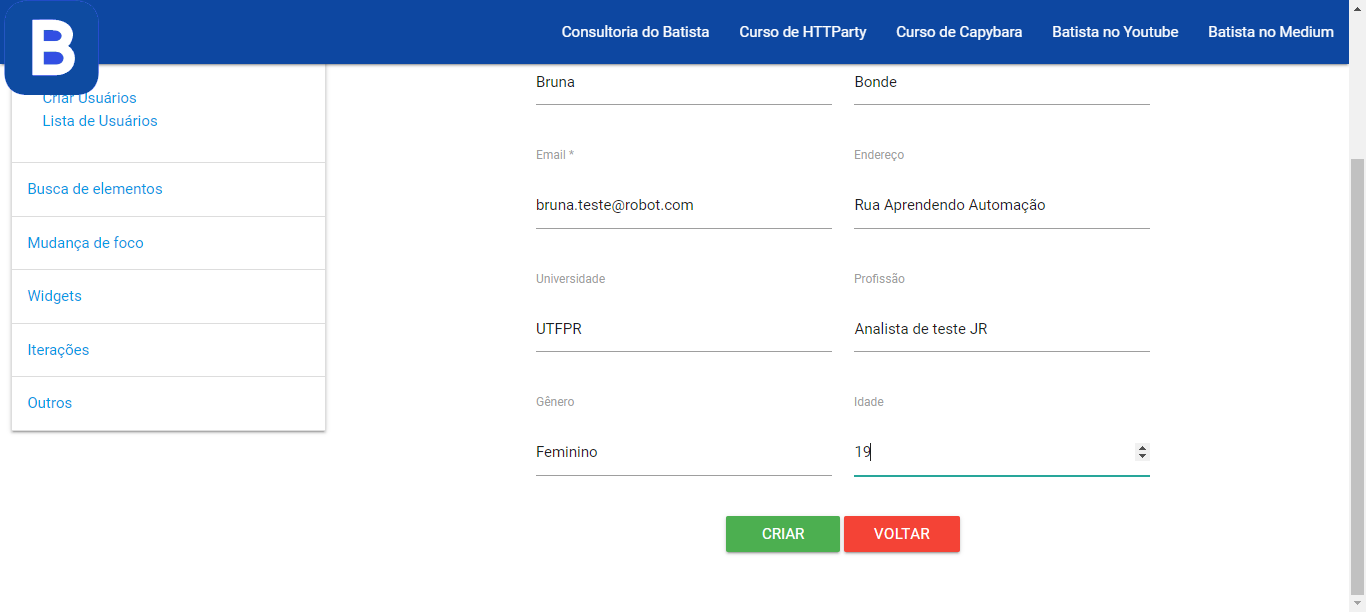 B
Consultoria do Batista Curso de HTTParty Curso de Capybara Batista no Youtube Batista no Medium
Criar Usuários
Lista de Usuários
Busca de elementos
Mudança de foco
Widgets
Iterações
Outros
Bruna Bonde
Email * Endereço
bruna.teste@robot.com Rua Aprendendo Automação
Universidade Profissão
UTFPR Analista de teste JR
Gênero Idade
Feminino 19
CRIAR VOLTAR